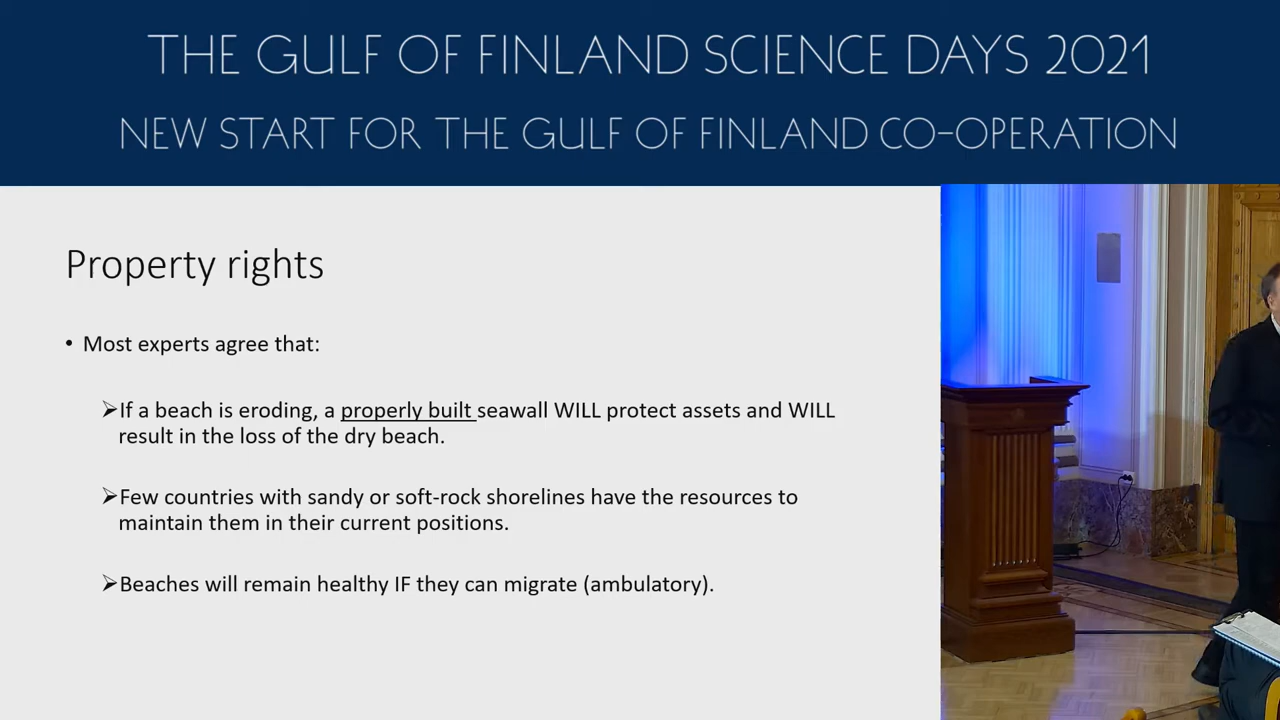 THE GULF OF FINLAND SCIENCE DAYS 2021
NEW START FOR THE GULF OF FINLAND CO-OPERATION
Property rights
• Most experts agree that:
➢If a beach is eroding, a properly built seawall WILL protect assets and WILL
result in the loss of the dry beach.
➢Few countries with sandy or soft-rock shorelines have the resources to
maintain them in their current positions.
➢Beaches will remain healthy IF they can migrate (ambulatory).